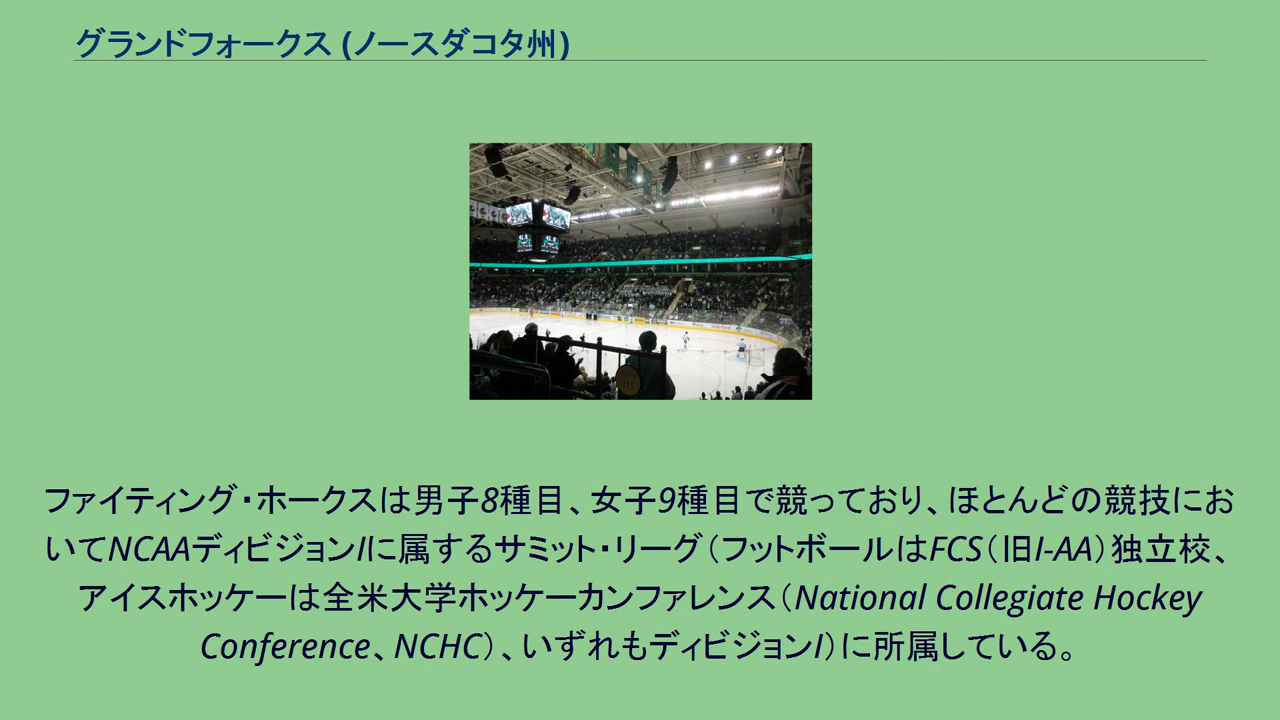 グランドフォークス (ノースダコタ州)
ファイティング・ホークスは男子8種目、女子9種目で競っており、ほとんどの競技にお
いてNCAAディビジョンIに属するサミット・リーグ（フットボールはFCS（旧I-AA）独立校、
アイスホッケーは全米大学ホッケーカンファレンス（National Collegiate Hockey
Conference、NCHC）、いずれもディビジョンI）に所属している。